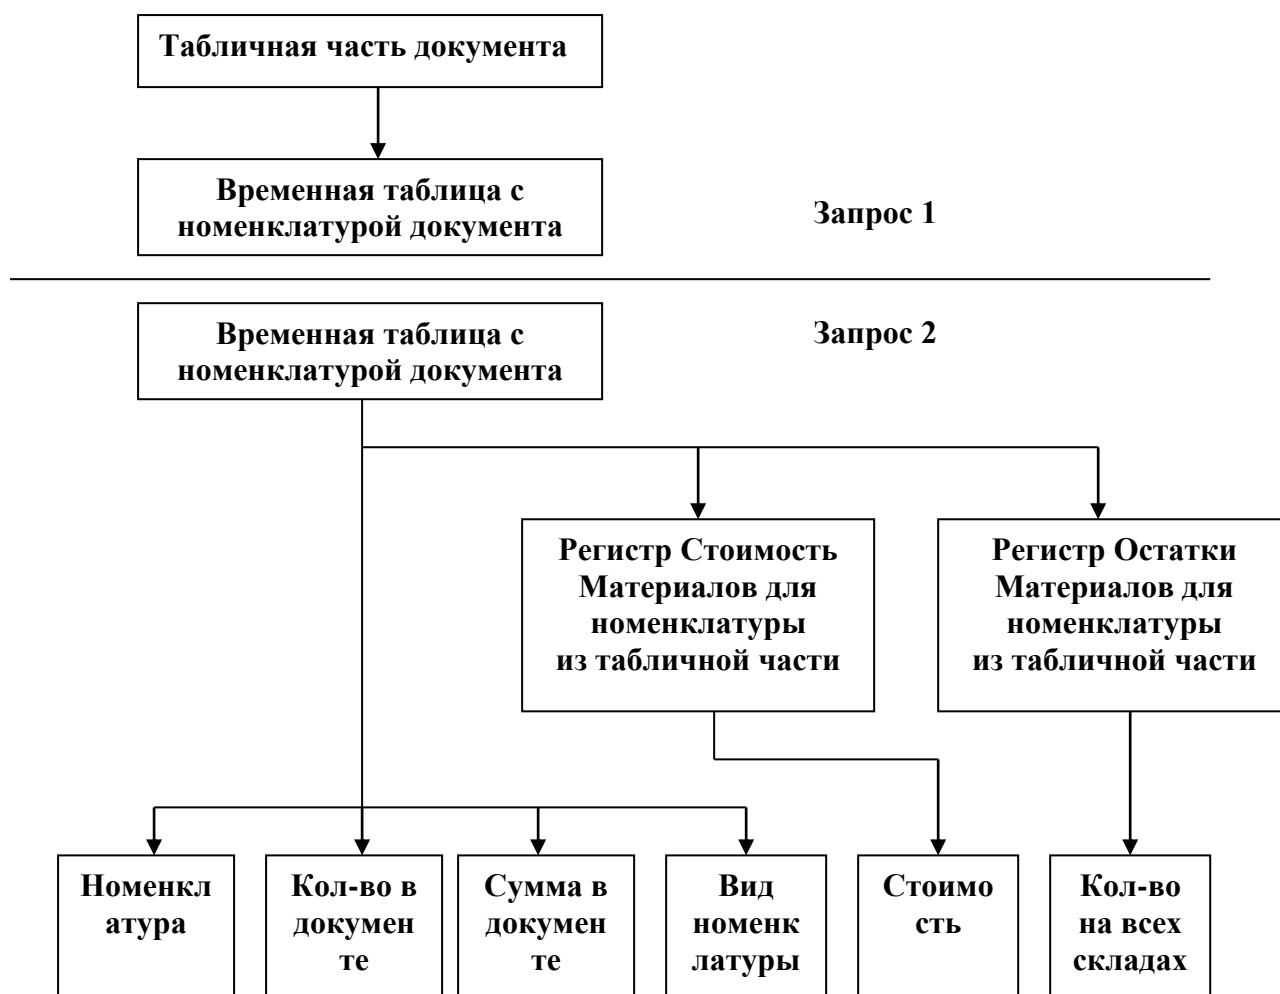 Табличная часть документа
Временная таблица с
номенклатурой документа
Запрос 1
Временная таблица с
номенклатурой документа
Запрос 2
Регистр Стоимость
Материалов для
номенклатуры
из табличной части
Регистр Остатки
Материалов для
номенклатуры
из табличной части
Номенкл
атура
Кол-во в
докумен
те
Сумма в
докумен
те
Вид
номенк
латуры
Стоимо
сть
Кол-во
на всех
складах